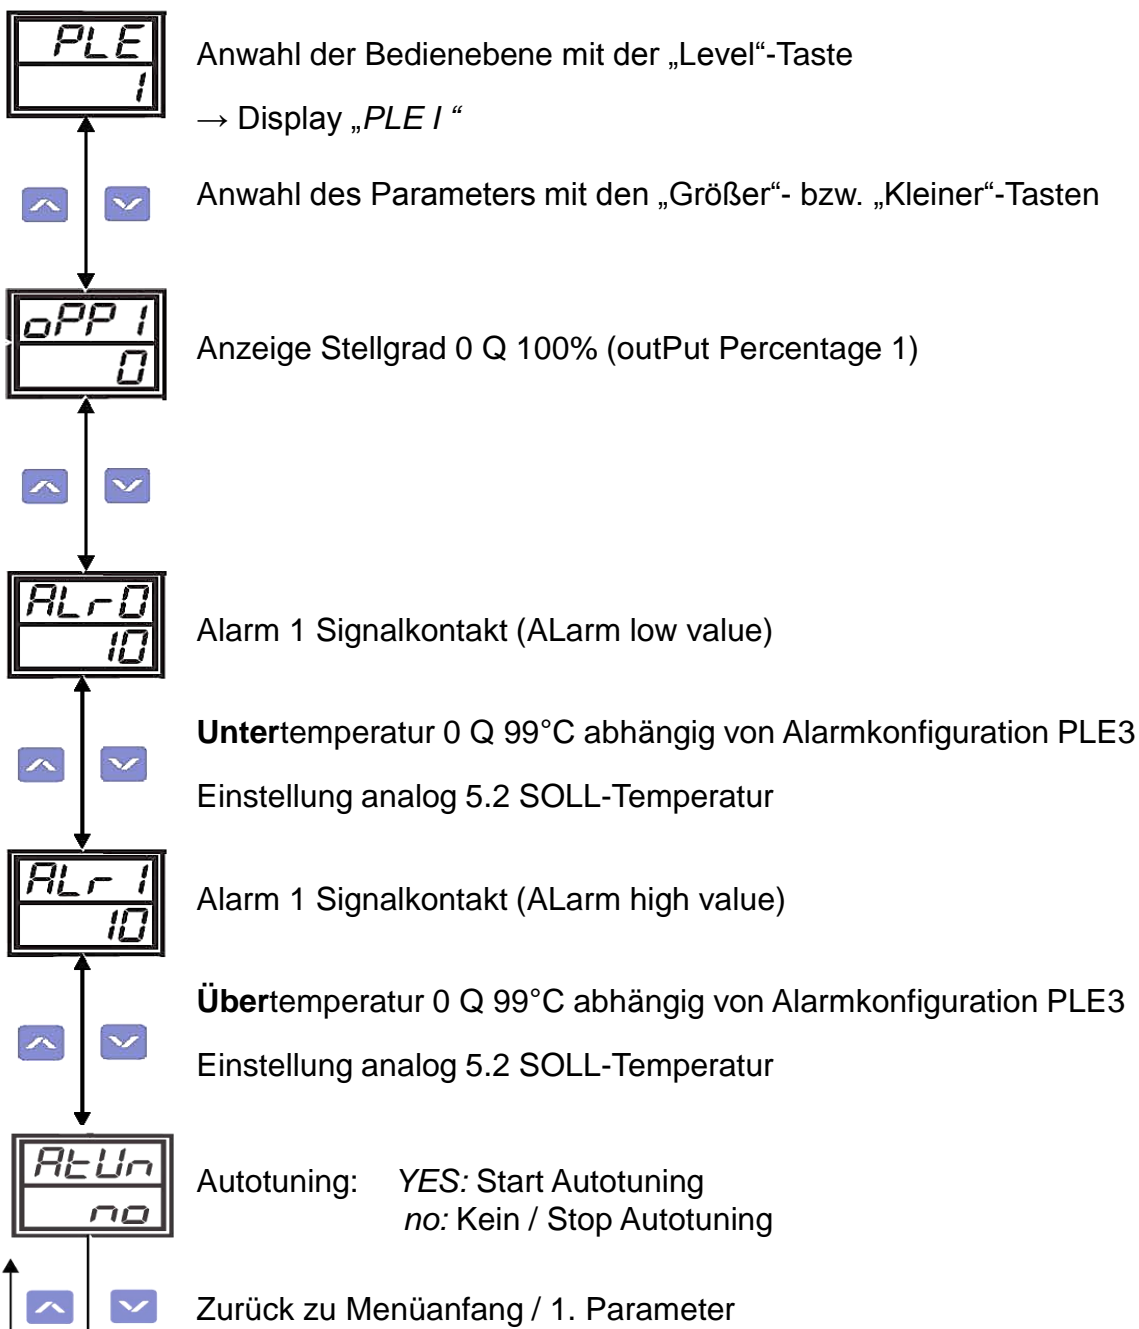 PLE
1
Anwahl der Bedienebene mit der „Level“-Taste
→ Display „PLE I “
Anwahl des Parameters mit den „Größer“- bzw. „Kleiner“-Tasten
oPP1
0
Anzeige Stellgrad 0 Q 100% (outPut Percentage 1)
ALr0
10
Alarm 1 Signalkontakt (ALarm low value)
Untertemperatur 0 Q 99°C abhängig von Alarmkonfiguration PLE3
Einstellung analog 5.2 SOLL-Temperatur
ALr1
10
Alarm 1 Signalkontakt (ALarm high value)
Übertemperatur 0 Q 99°C abhängig von Alarmkonfiguration PLE3
Einstellung analog 5.2 SOLL-Temperatur
AtUn
no
Autotuning: YES: Start Autotuning
no: Kein / Stop Autotuning
Zurück zu Menüanfang / 1. Parameter